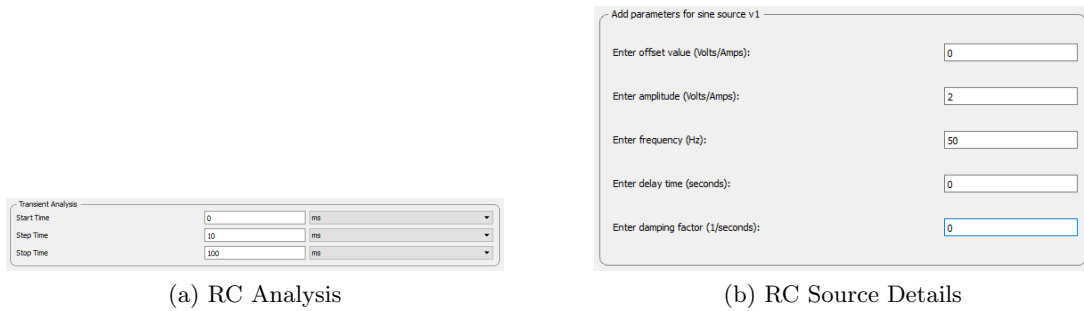 Transient Analysis
Start Time 0 ms
Step Time 10 ms
Stop Time 100 ms
(a) RC Analysis
Add parameters for sine source v1
Enter offset value (Volts/Amps): 0
Enter amplitude (Volts/Amps): 2
Enter frequency (Hz): 50
Enter delay time (seconds): 0
Enter damping factor (1/seconds): 0
(b) RC Source Details